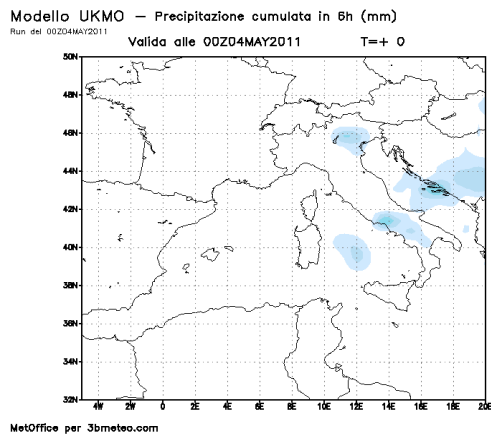 Modello UKMO – Precipitazione cumulata in 6h (mm)
Run del 00Z04MAY2011
Valida alle 00Z04MAY2011 T=+ 0
50N
48N
46N
44N
42N
40N
38N
36N
34N
32N
4W 2W 0 2E 4E 6E 8E 10E 12E 14E 16E 18E 20E
MetOffice per 3bmeteo.com